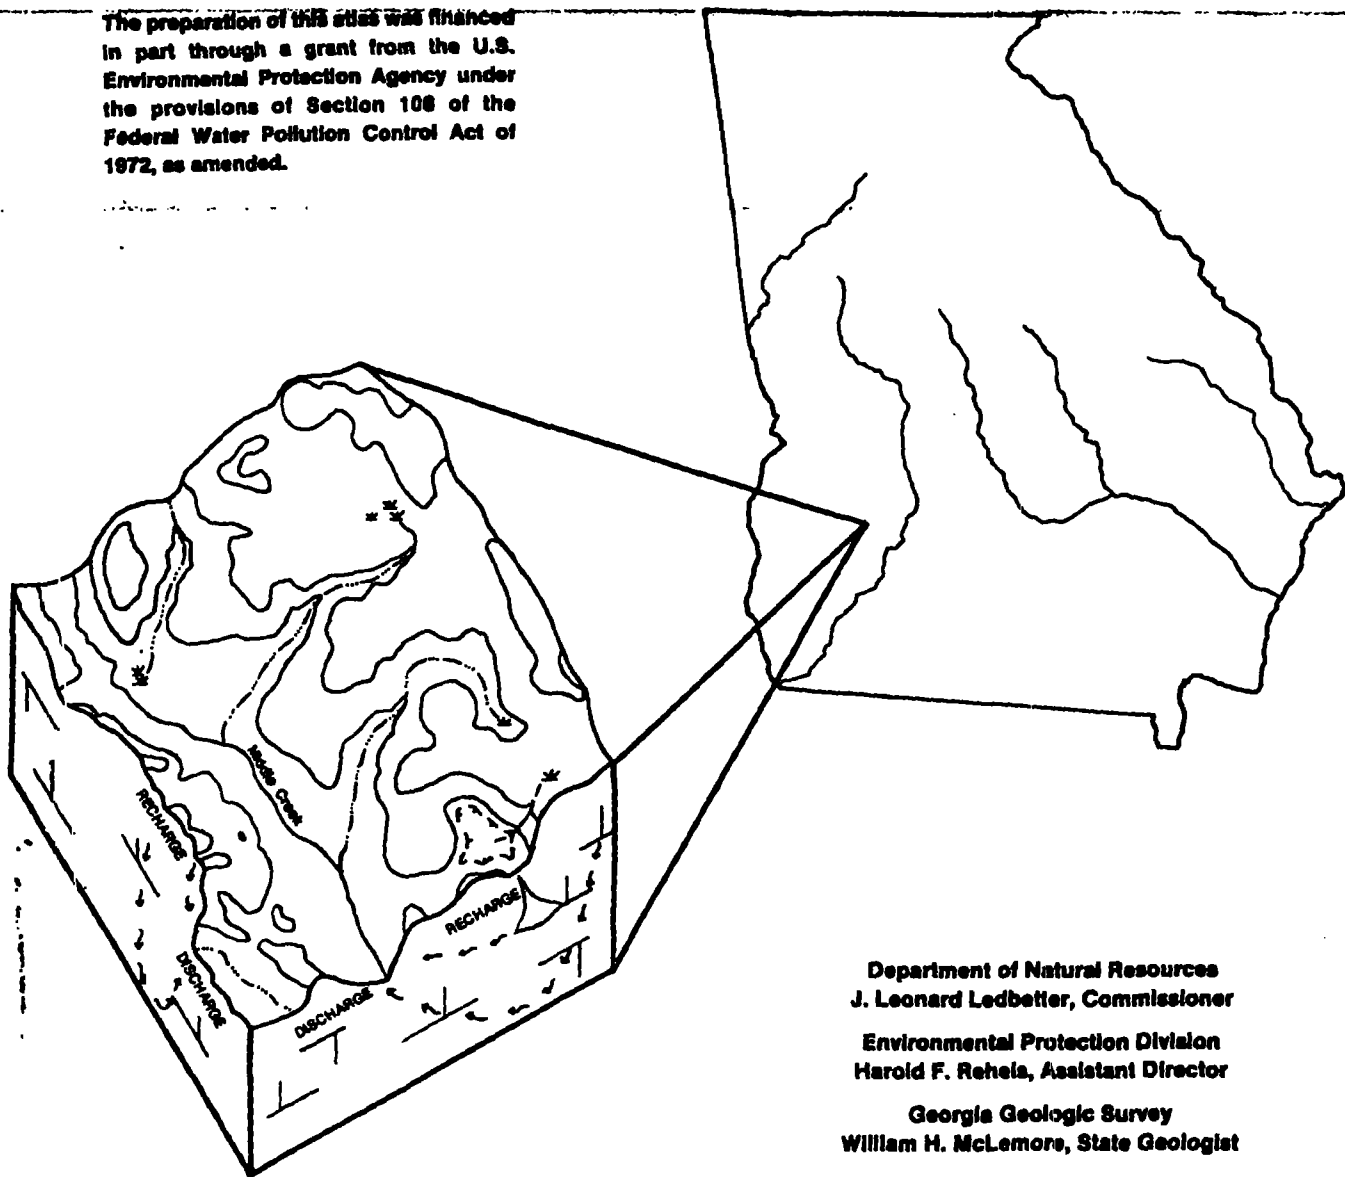 The preparation of this atlas was financed
in part through a grant from the U.S.
Environmental Protection Agency under
the provisions of Section 106 of the
Federal Water Pollution Control Act of
1972, as amended.
Middle Creek
RECHARGE
DISCHARGE
RECHARGE
DISCHARGE
Department of Natural Resources
J. Leonard Ledbetter, Commissioner
Environmental Protection Division
Harold F. Reheis, Assistant Director
Georgia Geologic Survey
William H. McLemore, State Geologist